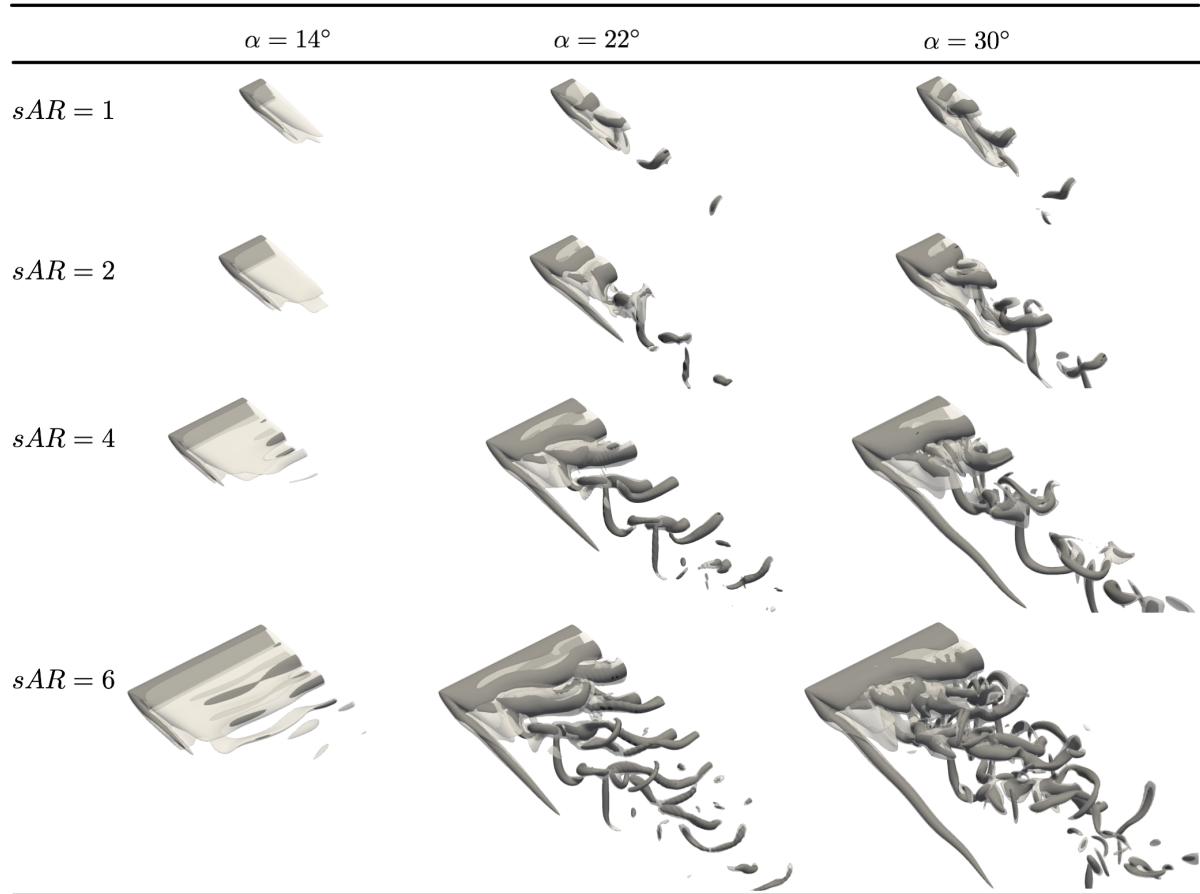 α = 14° α = 22° α = 30°
sAR = 1
sAR = 2
sAR = 4
sAR = 6